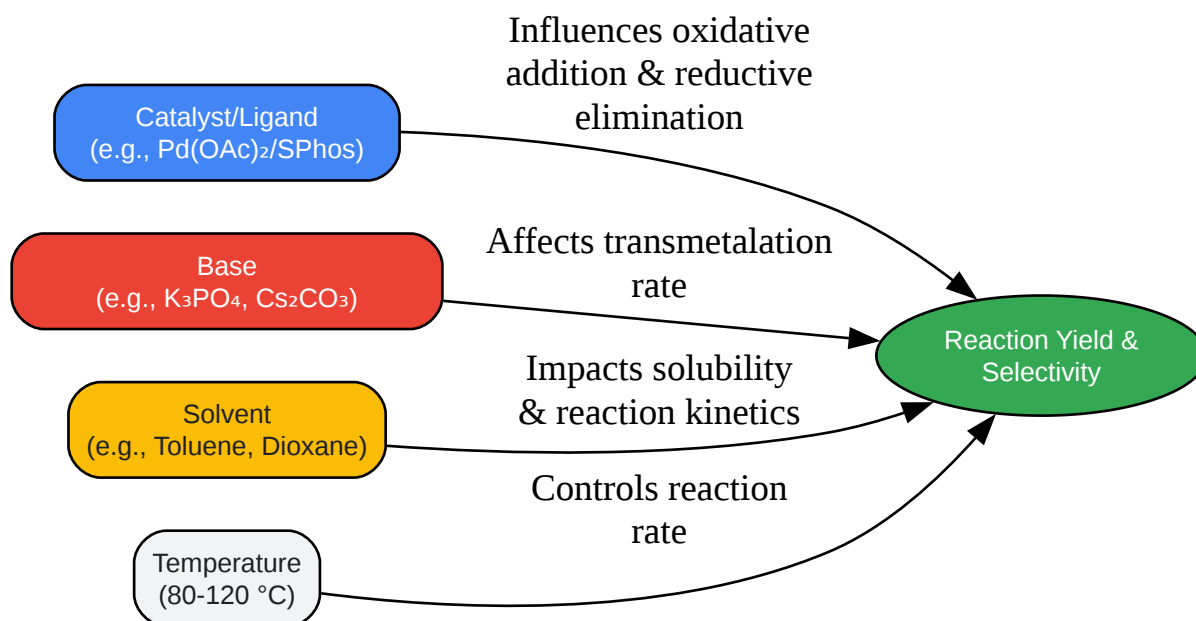 Influences oxidative
addition & reductive
elimination
Catalyst/Ligand
(e.g., Pd(OAc)₂/SPhos)
Affects transmetalation
rate
Base
(e.g., K₃PO₄, Cs₂CO₃)
Reaction Yield &
Selectivity
Impacts solubility
& reaction kinetics
Solvent
(e.g., Toluene, Dioxane)
Controls reaction
rate
Temperature
(80-120 °C)